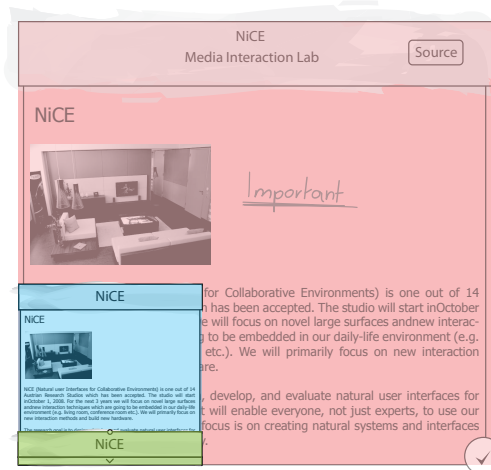 NiCE
Media Interaction Lab
Source
NiCE
Important
for Collaborative Environments) is one out of 14
has been accepted. The studio will start inOctober
will focus on novel large surfaces andnew interac-
to be embedded in our daily-life environment (e.g.
etc.). We will primarily focus on new interaction
develop, and evaluate natural user interfaces for
will enable everyone, not just experts, to use our
focus is on creating natural systems and interfaces
NiCE
NiCE
NiCE (Natural user Interfaces for Collaborative Environments) is one out of 14
Austrian Research Studios which has been accepted. The studio will start
inOctober 1, 2008. For the next 3 years we will focus on novel large surfaces
andnew interaction techniques which are going to be embedded in our daily-life
environment (e.g. living room, conference room etc.). We will primarily focus on
new interaction methods and build new hardware.
NiCE